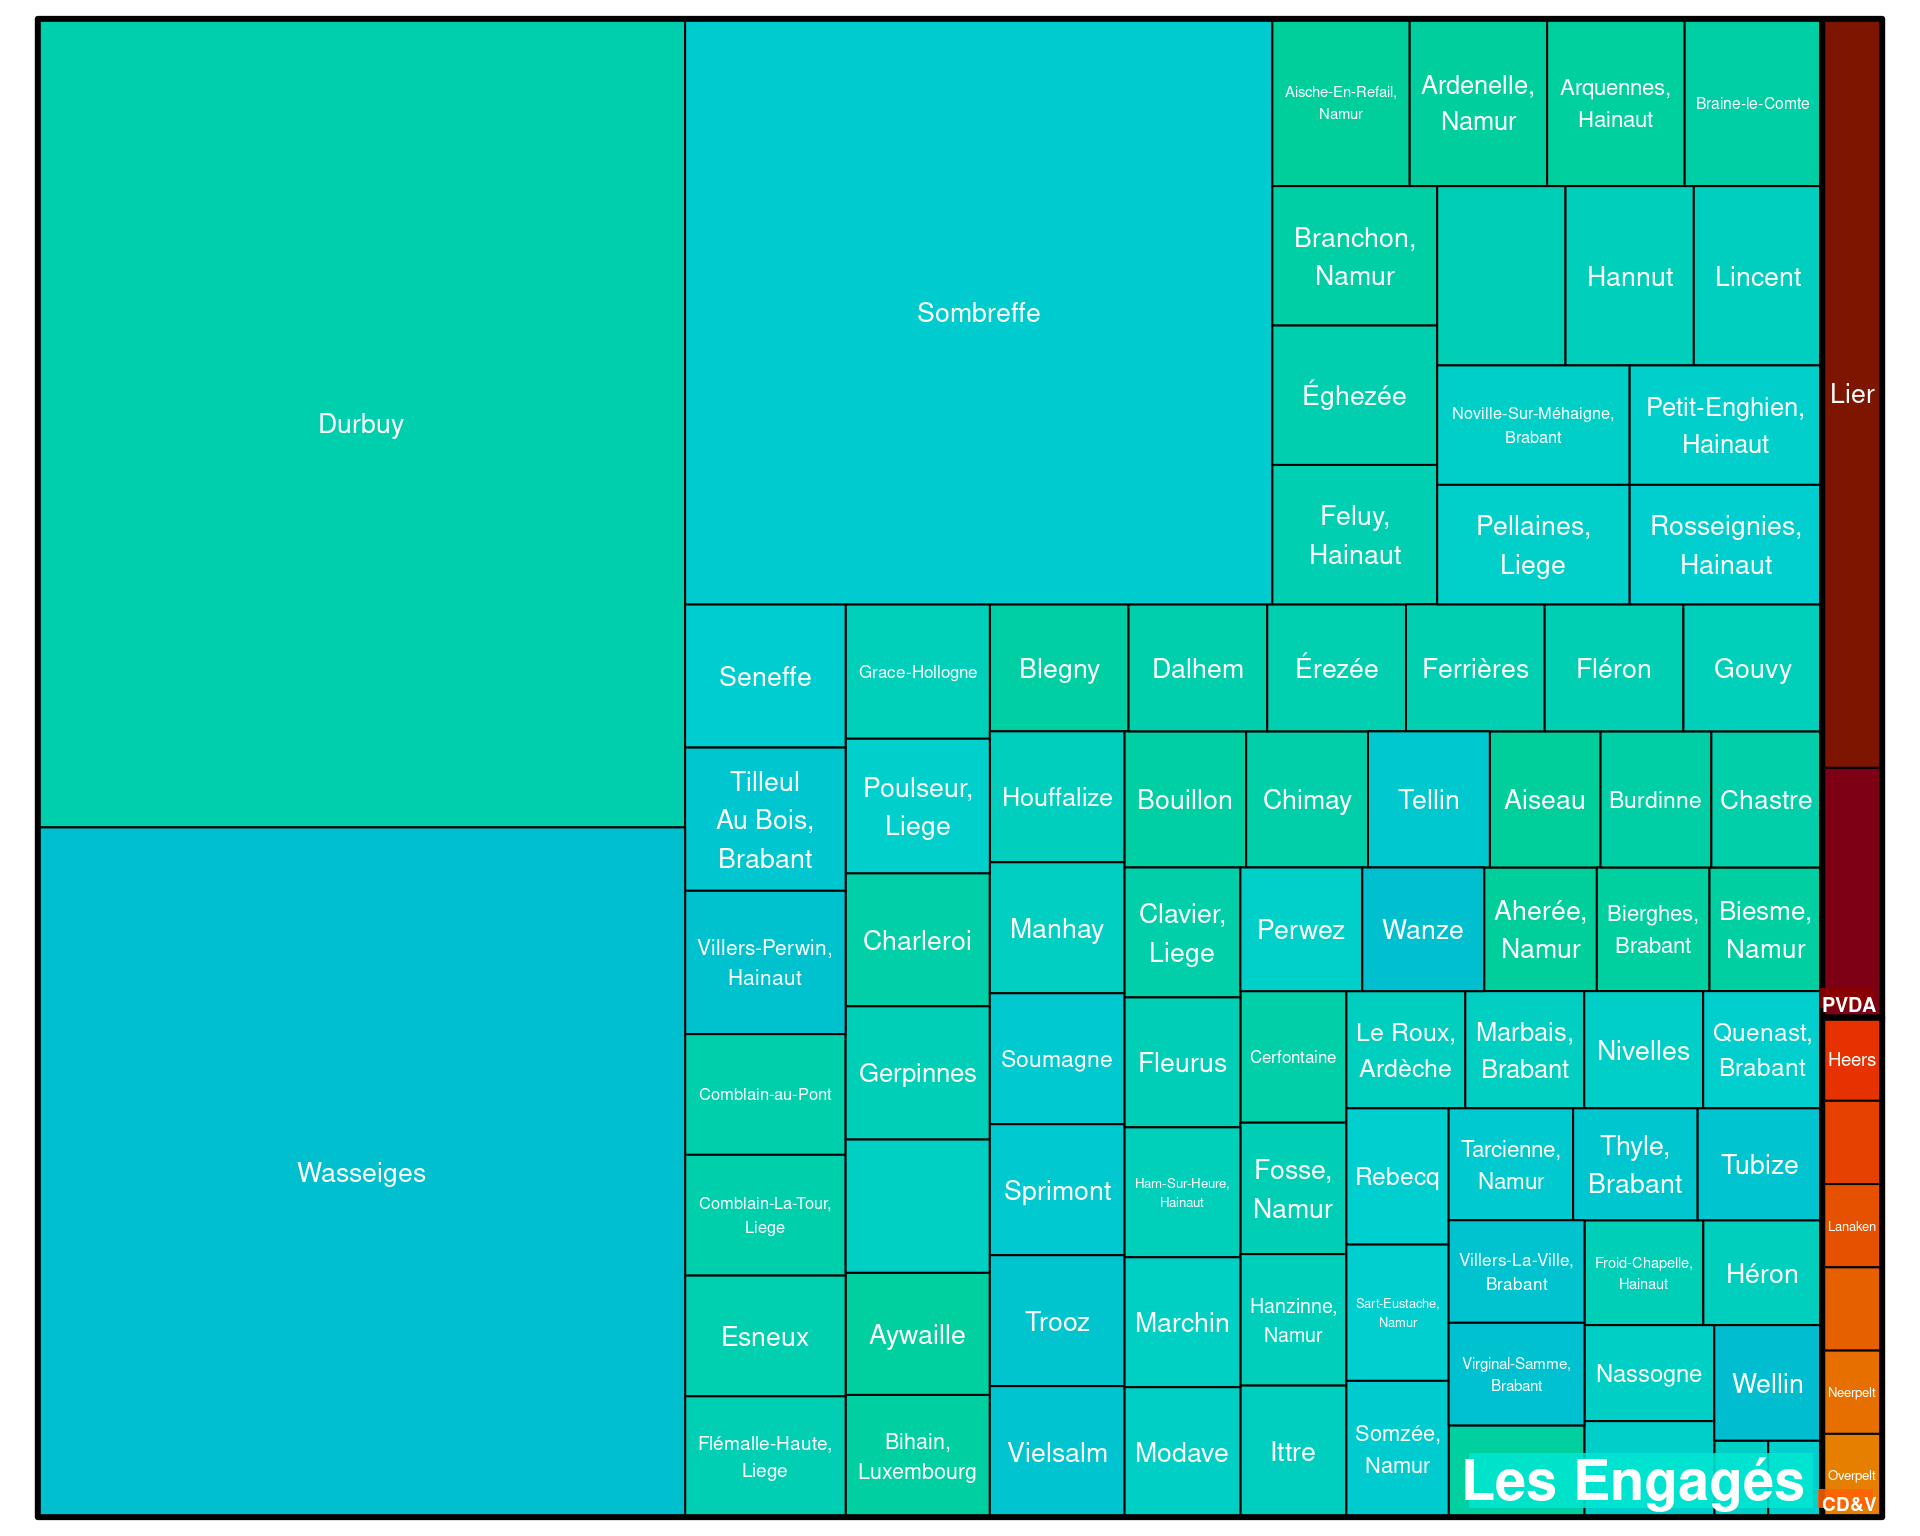 Durbuy
Wasseiges
Sombreffe
Aische-En-Refail,
Namur
Ardenelle,
Namur
Arquennes,
Hainaut
Braine-le-Comte
Branchon,
Namur
Hannut
Lincent
Éghezée
Noville-Sur-Méhaigne,
Brabant
Petit-Enghien,
Hainaut
Feluy,
Hainaut
Pellaines,
Liege
Rosseignies,
Hainaut
Seneffe
Tilleul
Au Bois,
Brabant
Villers-Perwin,
Hainaut
Comblain-au-Pont
Comblain-La-Tour,
Liege
Esneux
Flémalle-Haute,
Liege
Grace-Hollogne
Poulseur,
Liege
Charleroi
Gerpinnes
Aywaille
Bihain,
Luxembourg
Blegny
Dalhem
Érezée
Ferrières
Fléron
Gouvy
Houffalize
Manhay
Soumagne
Sprimont
Trooz
Vielsalm
Bouillon
Chimay
Tellin
Aiseau
Burdinne
Chastre
Clavier,
Liege
Fleurus
Ham-Sur-Heure,
Hainaut
Marchin
Modave
Perwez
Wanze
Aherée,
Namur
Bierghes,
Brabant
Biesme,
Namur
Cerfontaine
Fosse,
Namur
Hanzinne,
Namur
Ittre
Le Roux,
Ardèche
Marbais,
Brabant
Nivelles
Quenast,
Brabant
Rebecq
Sart-Eustache,
Namur
Somzée,
Namur
Tarcienne,
Namur
Thyle,
Brabant
Tubize
Villers-La-Ville,
Brabant
Virginal-Samme,
Brabant
Froid-Chapelle,
Hainaut
Héron
Nassogne
Wellin
Les Engagés
Lier
PVDA
Heers
Lanaken
Neerpelt
Overpelt
CD&V